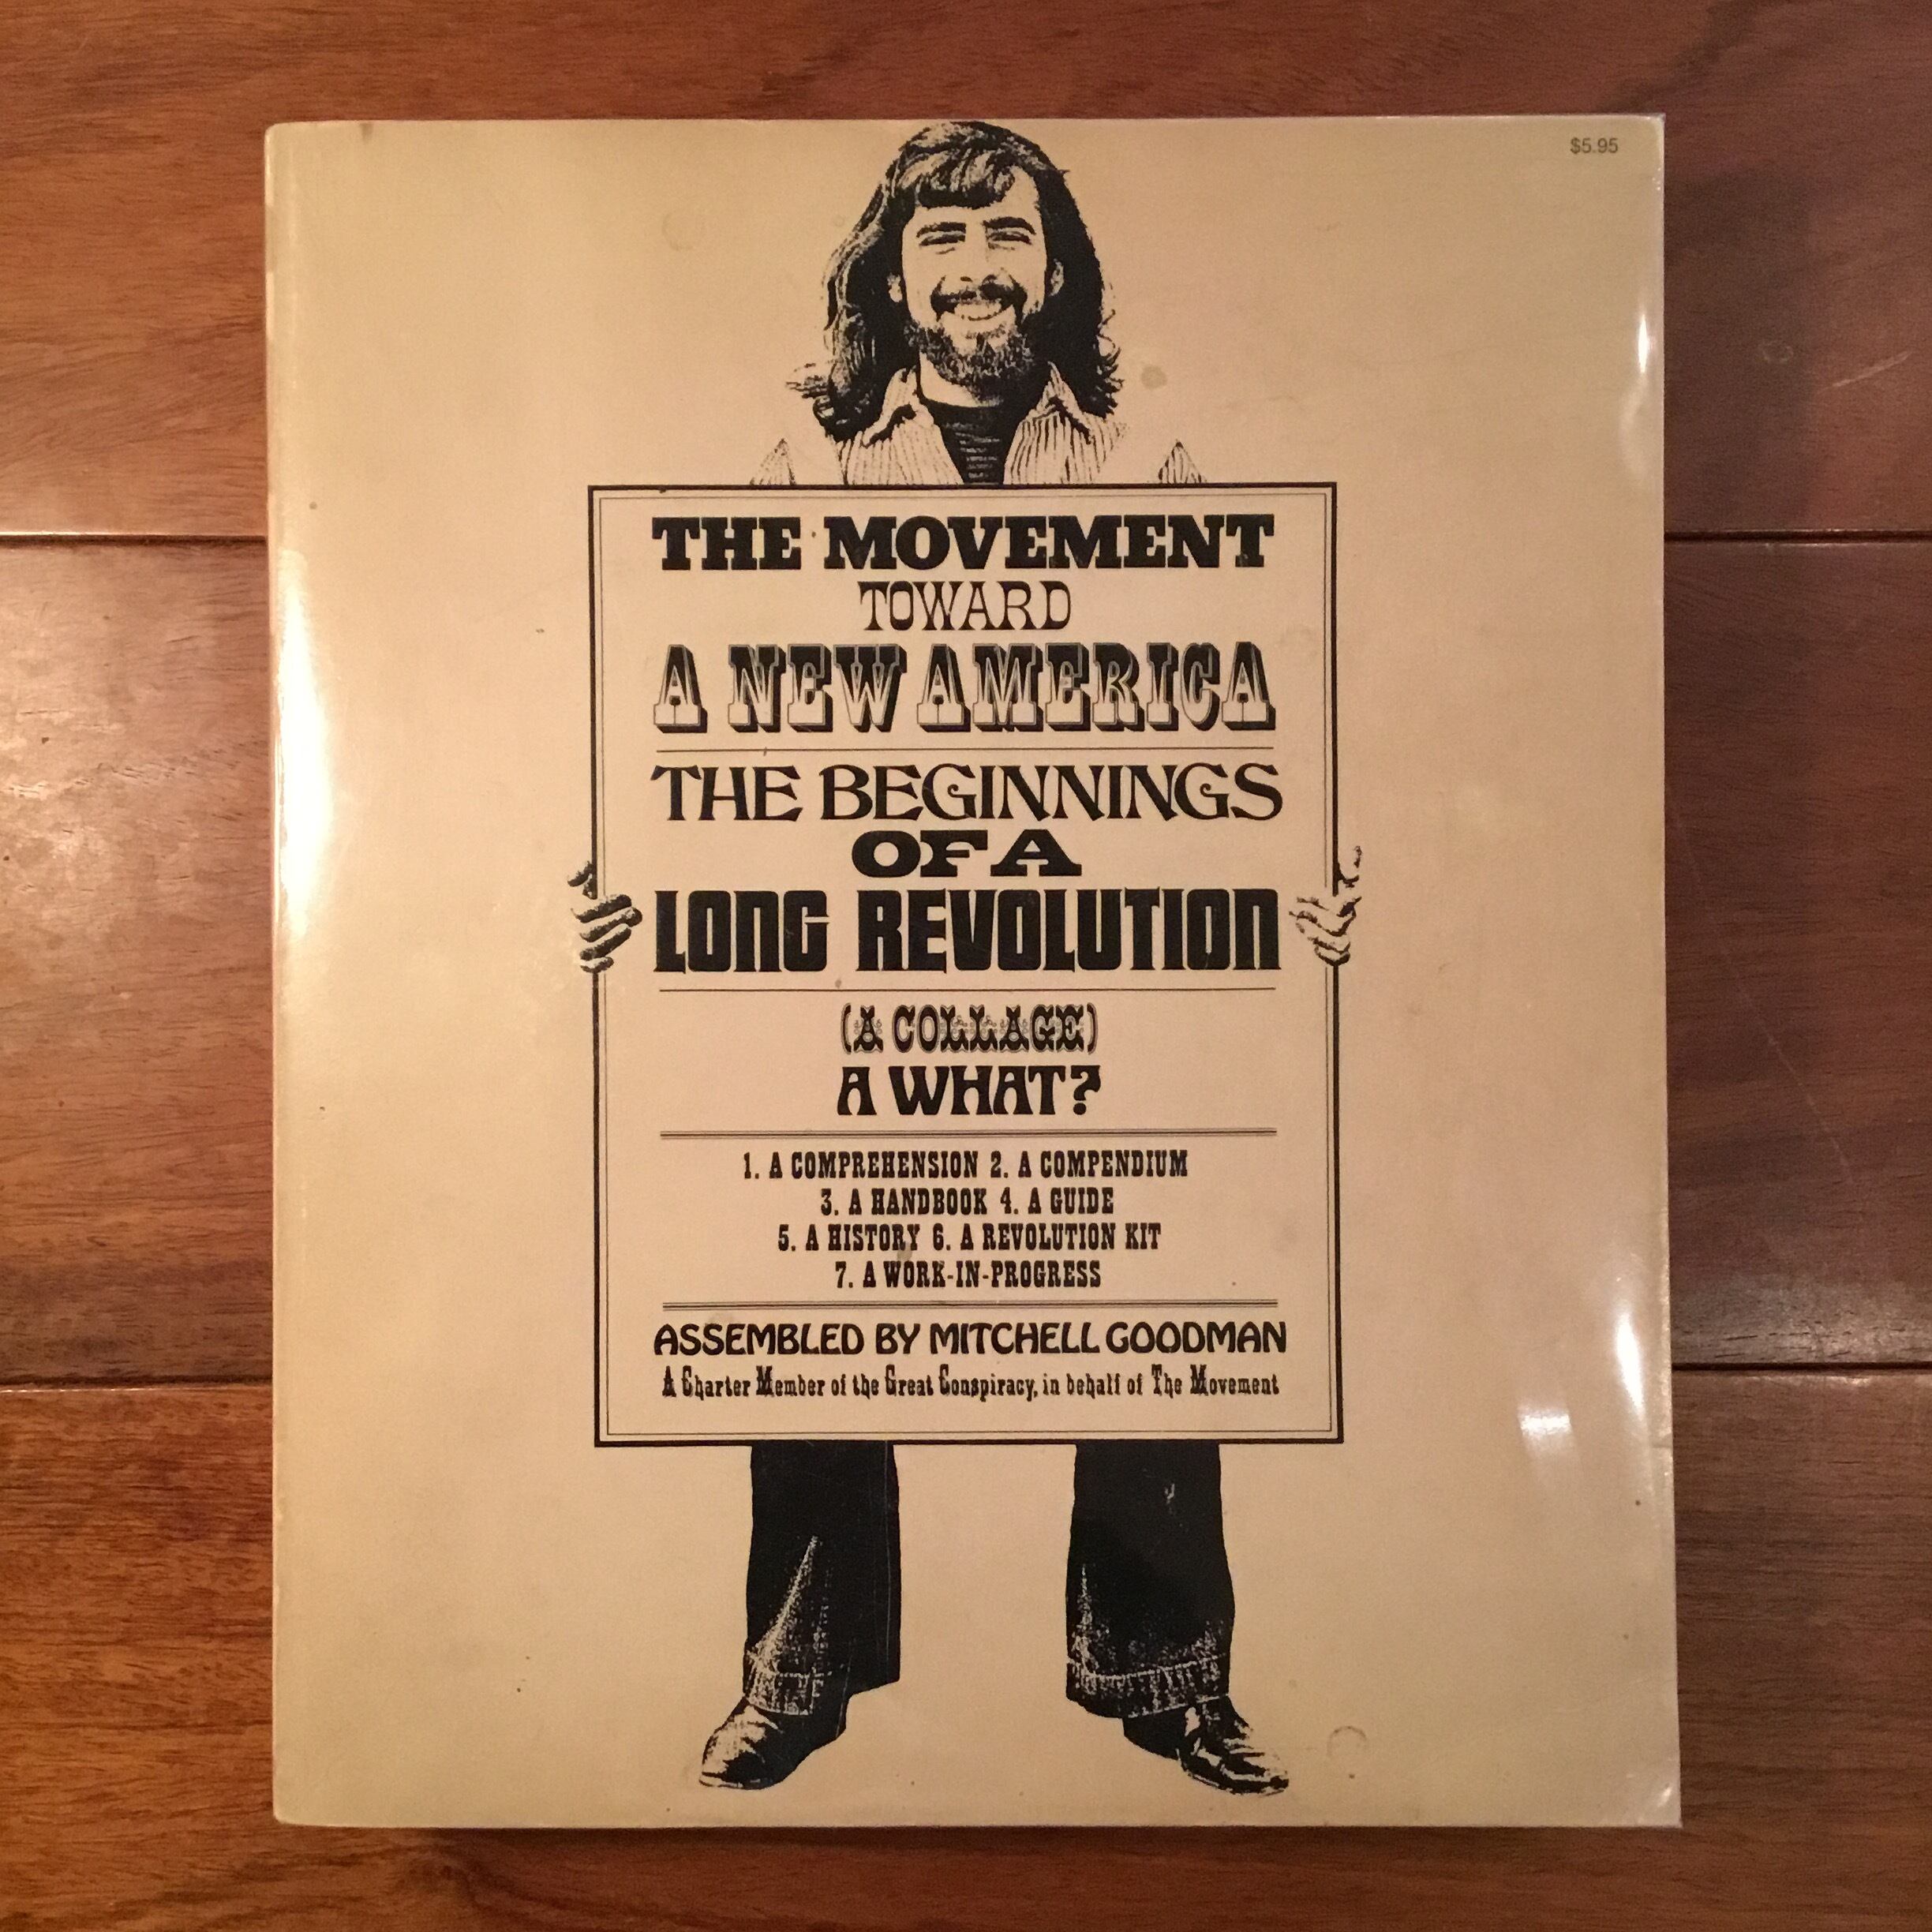 $5.95
THE MOVEMENT
TOWARD
A NEW AMERICA
THE BEGINNINGS
OF A
LONG REVOLUTION
(A COLLAGE)
A WHAT?
1. A COMPREHENSION 2. A COMPENDIUM
3. A HANDBOOK 4. A GUIDE
5. A HISTORY 6. A REVOLUTION KIT
7. A WORK-IN-PROGRESS
ASSEMBLED BY MITCHELL GOODMAN
A Charter Member of the Great Conspiracy, in behalf of The Movement